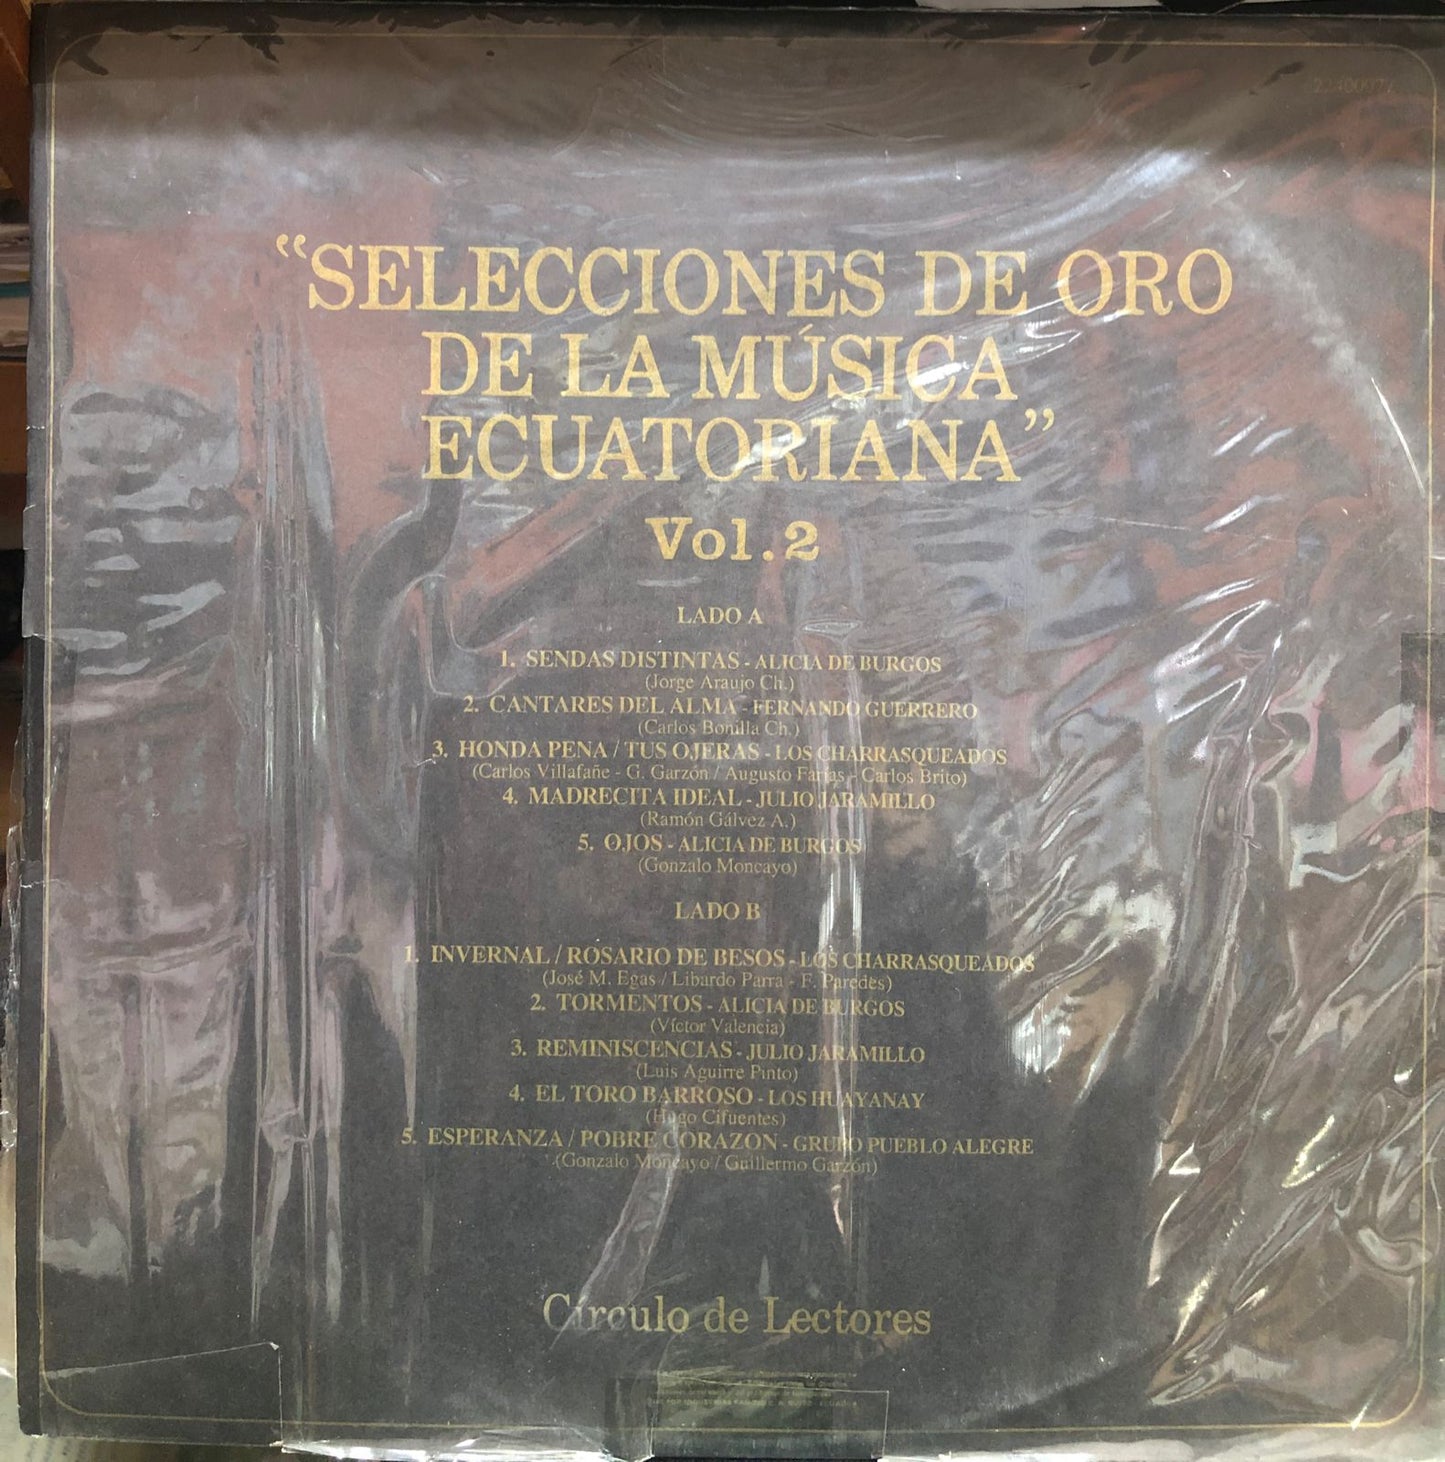 22400977
“SELECCIONES DE ORO
DE LA MÚSICA
ECUATORIANA”
Vol. 2
LADO A
1. SENDAS DISTINTAS - ALICIA DE BURGOS
(Jorge Araujo Ch.)
2. CANTARES DEL ALMA - FERNANDO GUERRERO
(Carlos Bonilla Ch.)
3. HONDA PENA / TUS OJERAS - LOS CHARRASQUEADOS
(Carlos Villafañe - G. Garzón / Augusto Farías - Carlos Brito)
4. MADRECITA IDEAL - JULIO JARAMILLO
(Ramón Gálvez A.)
5. OJOS - ALICIA DE BURGOS
(Gonzalo Moncayo)
LADO B
1. INVERNAL / ROSARIO DE BESOS - LOS CHARRASQUEADOS
(José M. Egas / Libardo Parra - F. Paredes)
2. TORMENTOS - ALICIA DE BURGOS
(Víctor Valencia)
3. REMINISCENCIAS - JULIO JARAMILLO
(Luis Aguirre Pinto)
4. EL TORO BARROSO - LOS HUAYANAY
(Hugo Cifuentes)
5. ESPERANZA / POBRE CORAZON - GRUPO PUEBLO ALEGRE
(Gonzalo Moncayo / Guillermo Garzón)
Círculo de Lectores